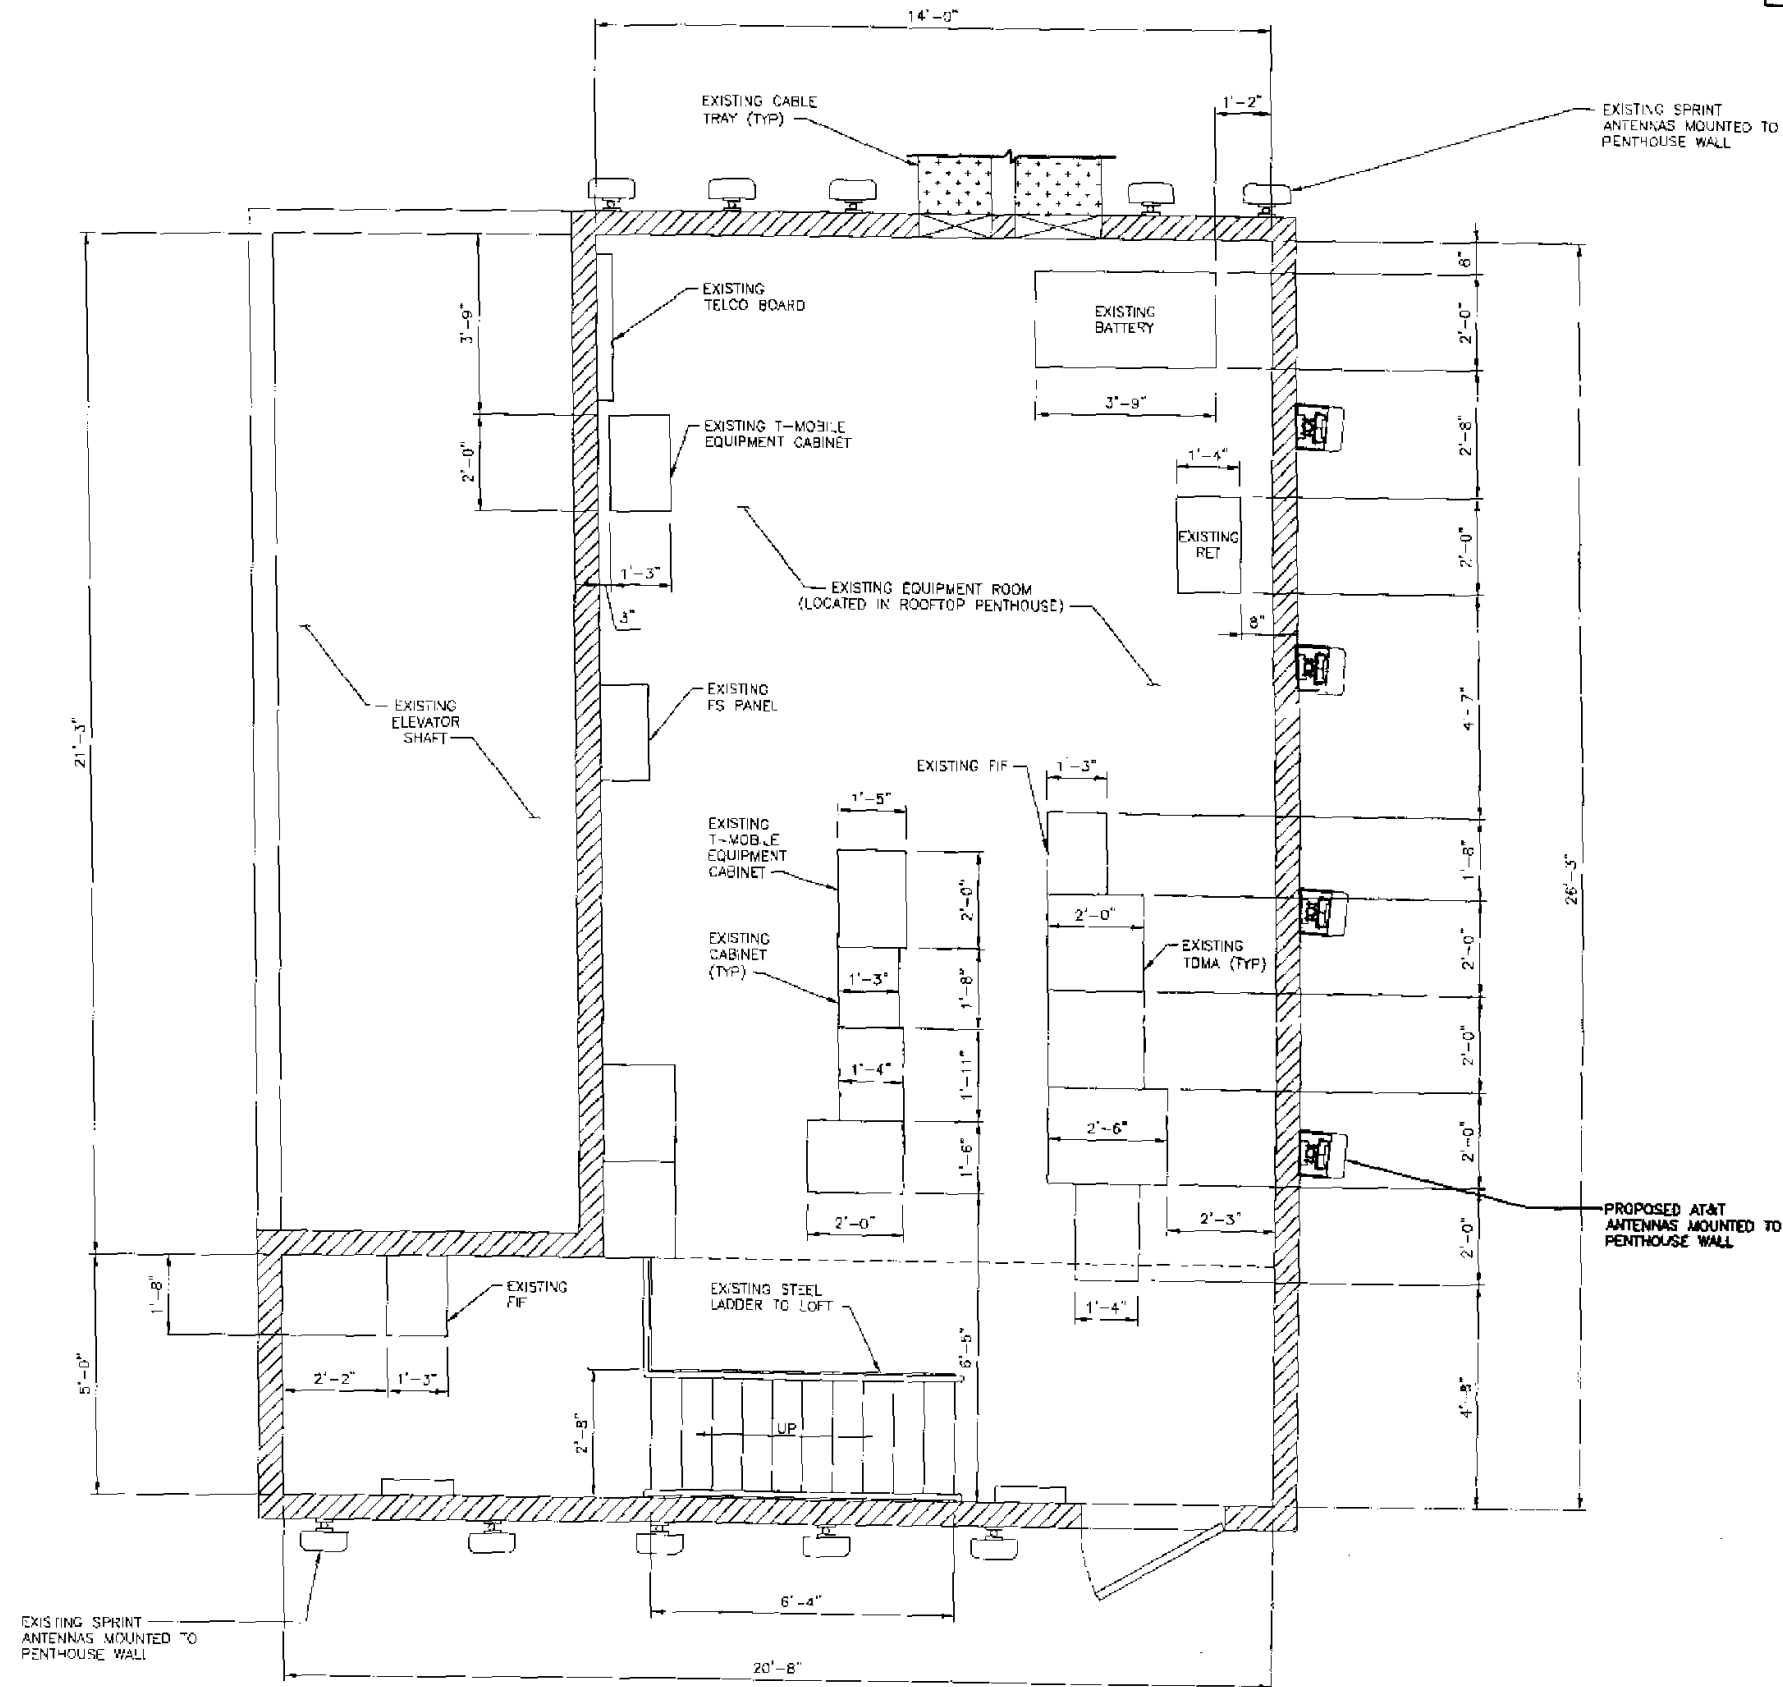 14'-0"
EXISTING CABLE
TRAY (TYP)
1'-2"
EXISTING SPRINT
ANTENNAS MOUNTED TO
PENTHOUSE WALL
8"
EXISTING
TELCO BOARD
EXISTING
BATTERY
2'-0"
3'-9"
3'-9"
EXISTING T-MOBILE
EQUIPMENT CABINET
2'-0"
2'-8"
1'-4"
EXISTING
RET
2'-0"
1'-3"
3"
EXISTING EQUIPMENT ROOM
(LOCATED IN ROOFTOP PENTHOUSE)
8"
EXISTING
ELEVATOR
SHAFT
EXISTING
FS PANEL
4'-7"
21'-3"
EXISTING FIF
1'-3"
1'-5"
EXISTING
T-MOBILE
EQUIPMENT
CABINET
2'-0"
1'-8"
26'-3"
2'-0"
EXISTING
CABINET
(TYP)
EXISTING
TDMA (TYP)
2'-0"
1'-3"
1'-8"
2'-0"
1'-4"
1'-11"
2'-6"
2'-0"
1'-6"
2'-0"
2'-3"
PROPOSED AT&T
ANTENNAS MOUNTED TO
PENTHOUSE WALL
2'-0"
1'-8"
EXISTING
FIF
EXISTING STEEL
LADDER TO LOFT
1'-4"
6'-5"
5'-0"
2'-2"
1'-3"
4'-8"
2'-8"
UP
6'-4"
EXISTING SPRINT
ANTENNAS MOUNTED TO
PENTHOUSE WALL
20'-8"